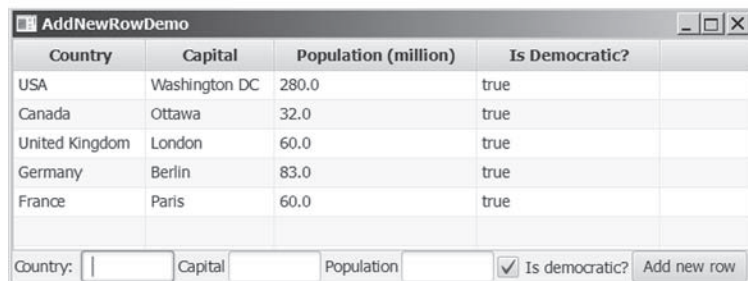 AddNewRowDemo
Country Capital Population (million) Is Democratic?
USA Washington DC 280.0 true
Canada Ottawa 32.0 true
United Kingdom London 60.0 true
Germany Berlin 83.0 true
France Paris 60.0 true
Country: Capital Population Is democratic? Add new row